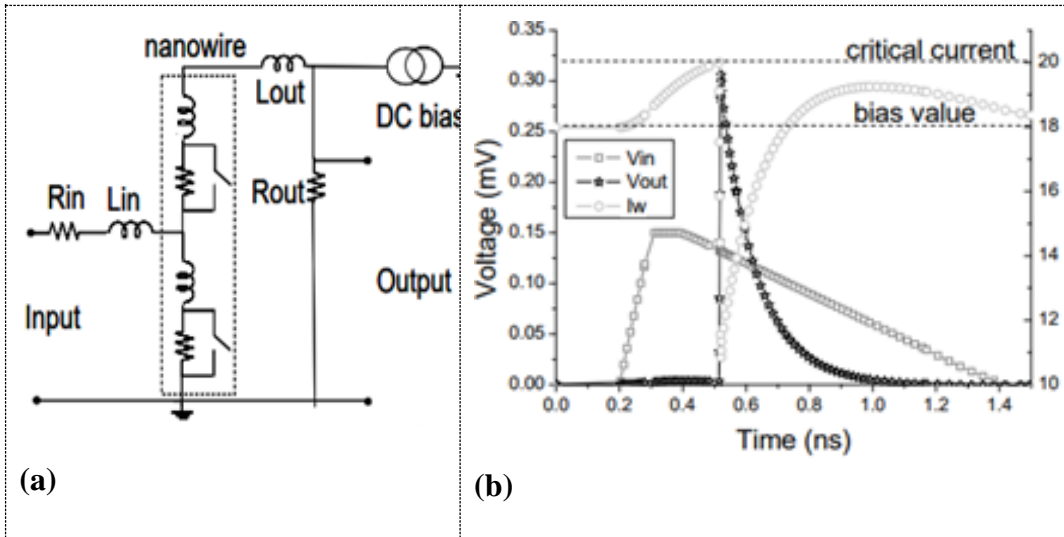 nanowire
Lout
DC bias
Rin
Lin
Rout
Input
Output
(a)
0.35
0.30
0.25
0.20
0.15
0.10
0.05
0.00
Voltage (mV)
critical current
bias value
Vin
Vout
Iw
20
18
16
14
12
10
0.0 0.2 0.4 0.6 0.8 1.0 1.2 1.4
Time (ns)
(b)